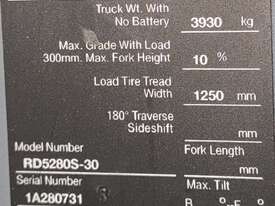 Truck Wt. With
No Battery 3930 kg
Max. Grade With Load
300mm. Max. Fork Height 10 %
Load Tire Tread
Width 1250 mm
180° Traverse
Sideshift mm
Model Number Fork Length
RD5280S-30 mm
Serial Number Max. Tilt
1A280731 B °–F °